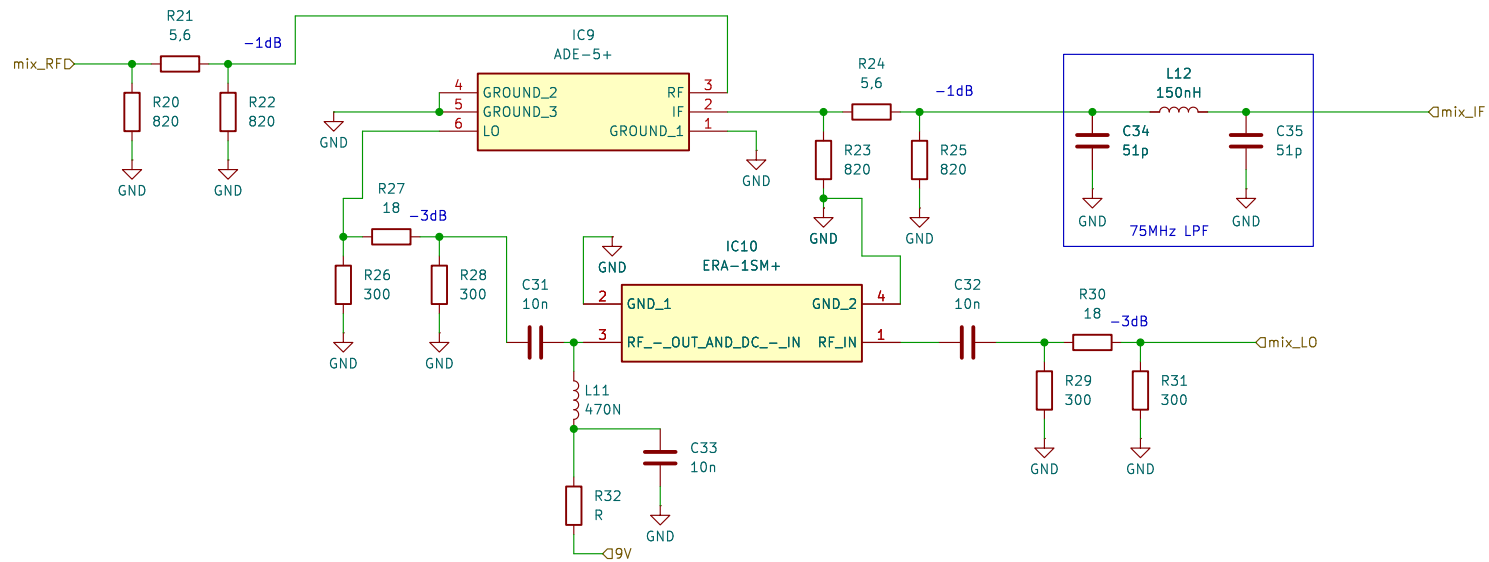 R21
5,6
-1dB
mix_RF
R20
820
R22
820
GND
GND
IC9
ADE-5+
4
GROUND_2
5
GROUND_3
6
LO
RF
3
IF
2
GROUND_1
1
GND
GND
R24
5,6
-1dB
R23
820
R25
820
GND
GND
L12
150nH
C34
51p
C35
51p
GND
GND
75MHz LPF
mix_IF
R27
18
-3dB
R26
300
R28
300
GND
GND
C31
10n
GND
IC10
ERA-1SM+
2
GND_1
GND_2
4
3
RF_-_OUT_AND_DC_-_IN
RF_IN
1
C32
10n
R30
18
-3dB
mix_LO
R29
300
R31
300
GND
GND
L11
470N
C33
10n
GND
R32
R
9V